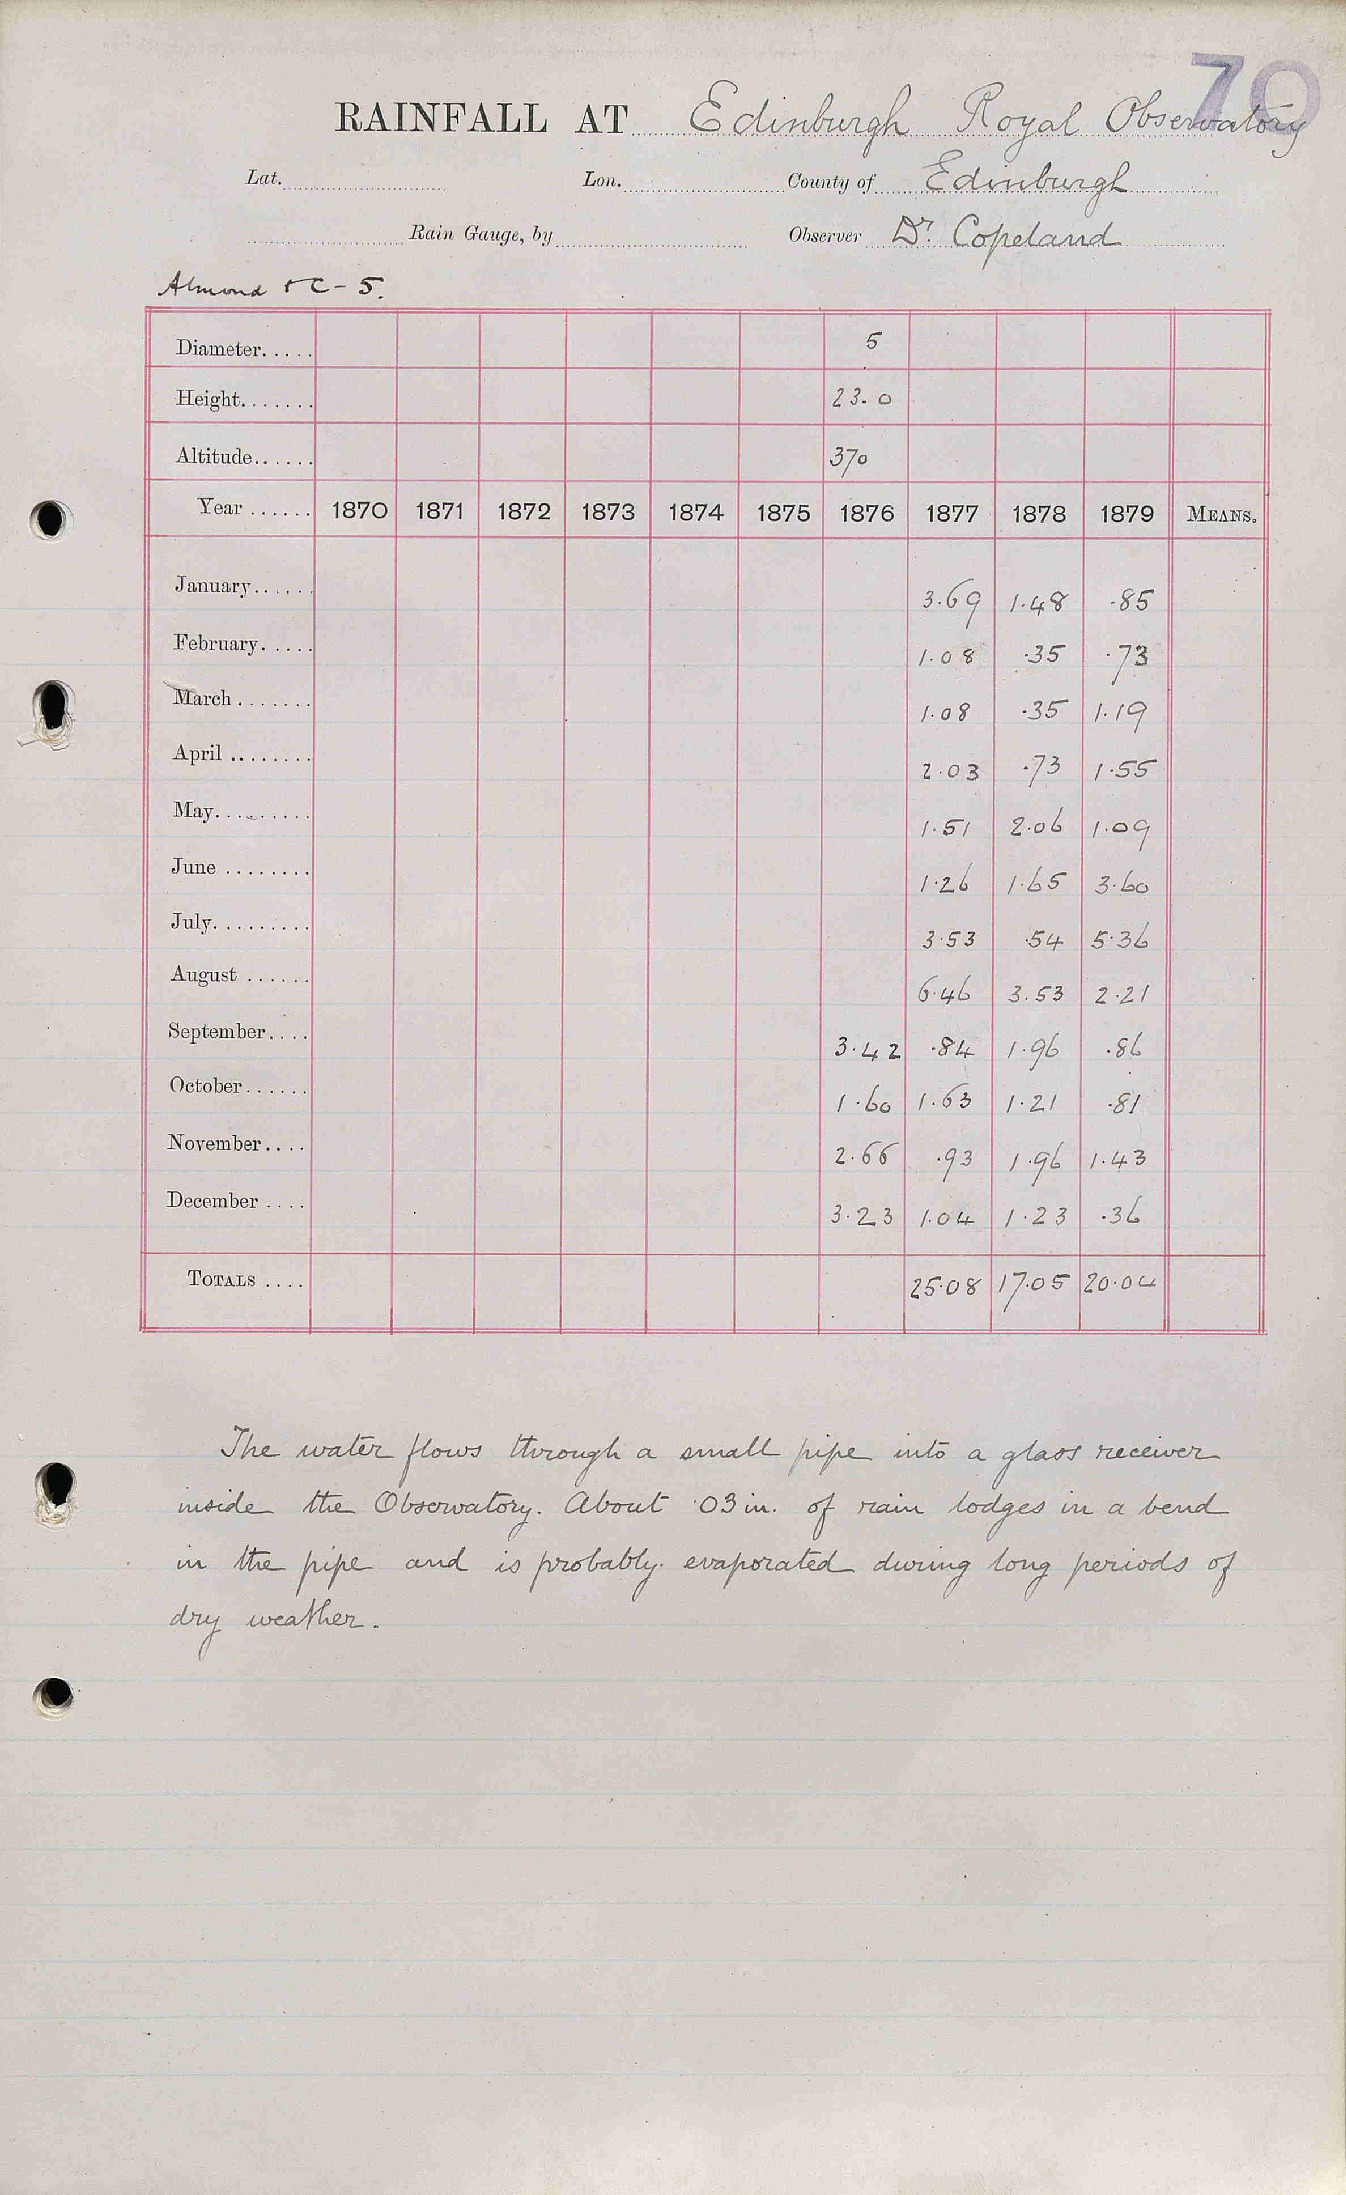 70
RAINFALL AT Edinburgh Royal Observatory
Lat. Lon. County of Edinburgh
Rain Gauge, by Observer Dr. Copeland
Almond & C - 5.
Diameter..... 5
Height....... 23.0
Altitude...... 370
Year ...... 1870 1871 1872 1873 1874 1875 1876 1877 1878 1879 MEANS.
January...... 3.69 1.48 .85
February..... 1.08 .35 .73
March ....... 1.08 .35 1.19
April ........ 2.03 .73 1.55
May.......... 1.51 2.06 1.09
June ........ 1.26 1.65 3.60
July.......... 3.53 .54 5.36
August ...... 6.46 3.53 2.21
September.... 3.42 .84 1.96 .86
October...... 1.60 1.63 1.21 .81
November.... 2.66 .93 1.96 1.43
December .... 3.23 1.04 1.23 .36
TOTALS .... 25.08 17.05 20.04
The water flows through a small pipe into a glass receiver
inside the Observatory. About .03 in. of rain lodges in a bend
in the pipe and is probably evaporated during long periods of
dry weather.